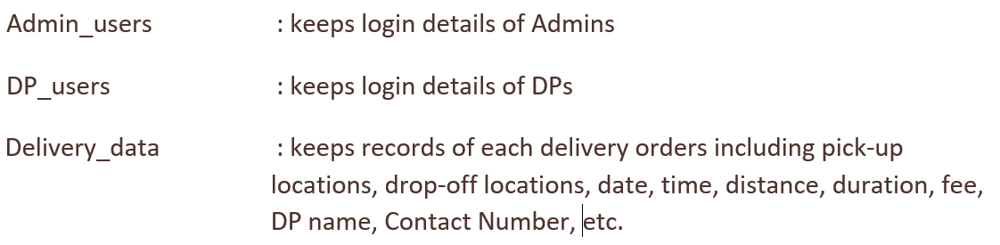 Admin_users : keeps login details of Admins
DP_users : keeps login details of DPs
Delivery_data : keeps records of each delivery orders including pick-up
locations, drop-off locations, date, time, distance, duration, fee,
DP name, Contact Number, etc.